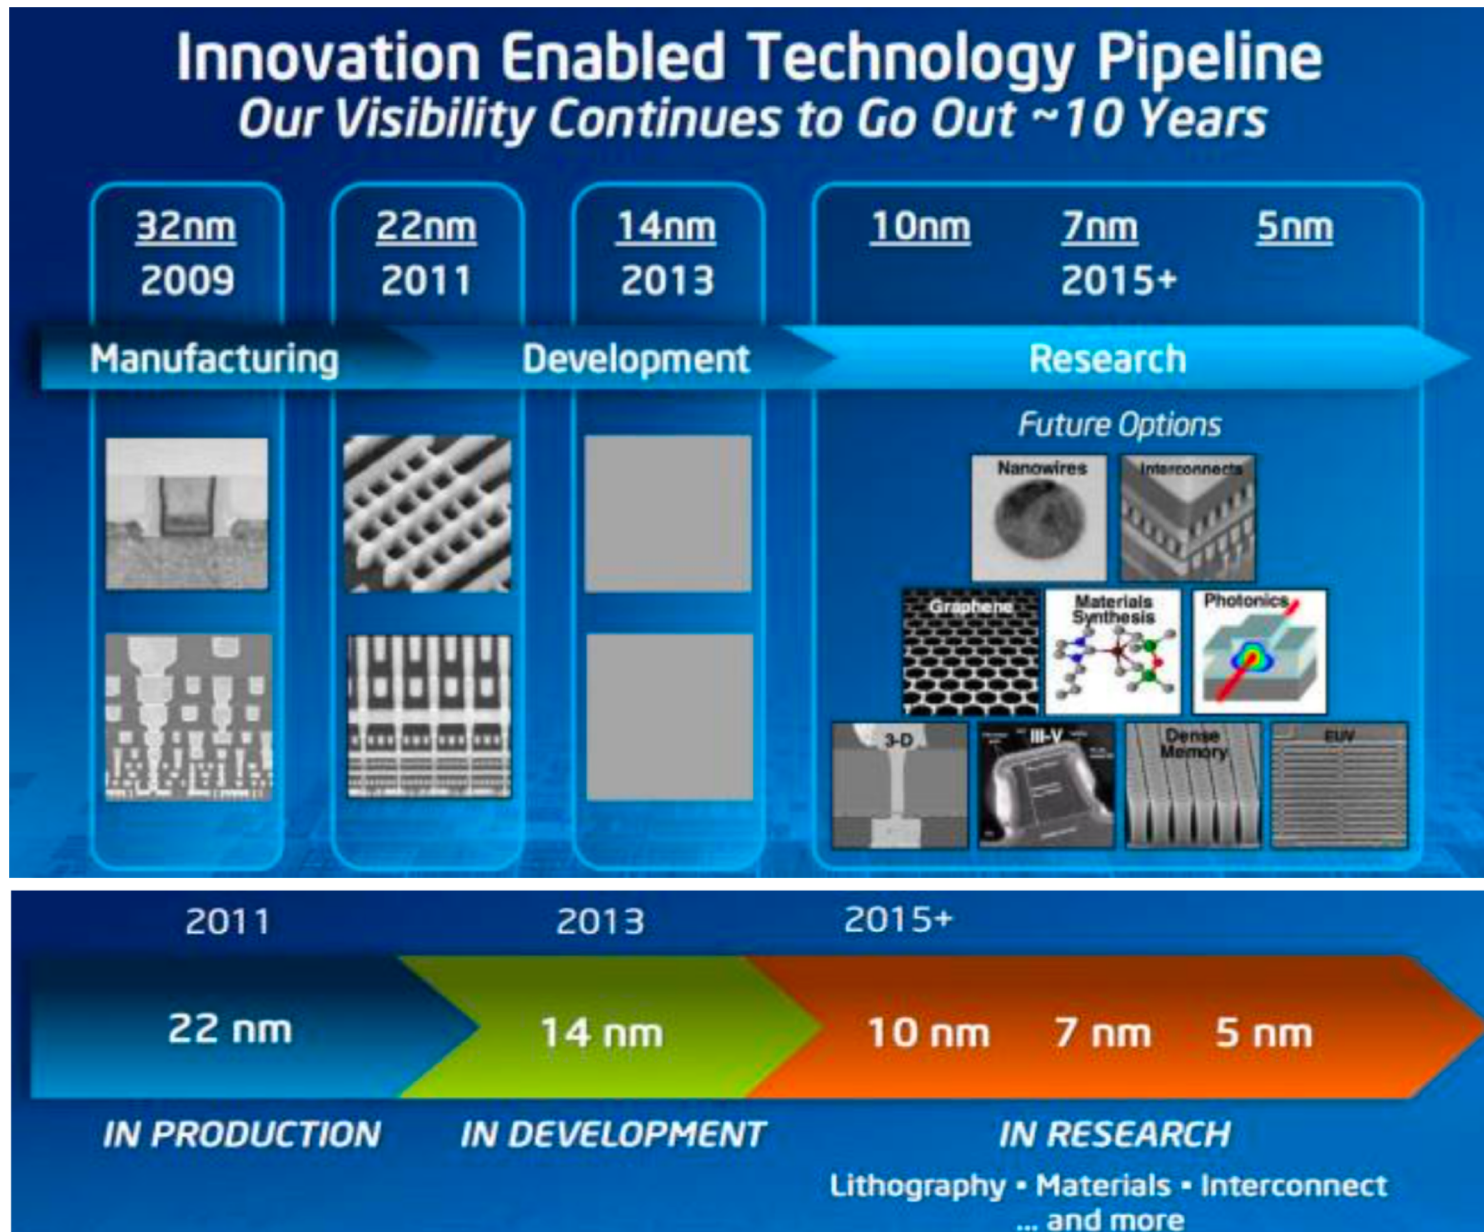 Innovation Enabled Technology Pipeline
Our Visibility Continues to Go Out ~10 Years
32nm 22nm 14nm 10nm 7nm 5nm
2009 2011 2013 2015+
Manufacturing Development Research
Future Options
Nanowires Interconnects
Graphene Materials Synthesis Photonics
3-D III-V Dense Memory EUV
2011 2013 2015+
22 nm 14 nm 10 nm 7 nm 5 nm
IN PRODUCTION IN DEVELOPMENT IN RESEARCH
Lithography ▪ Materials ▪ Interconnect
... and more